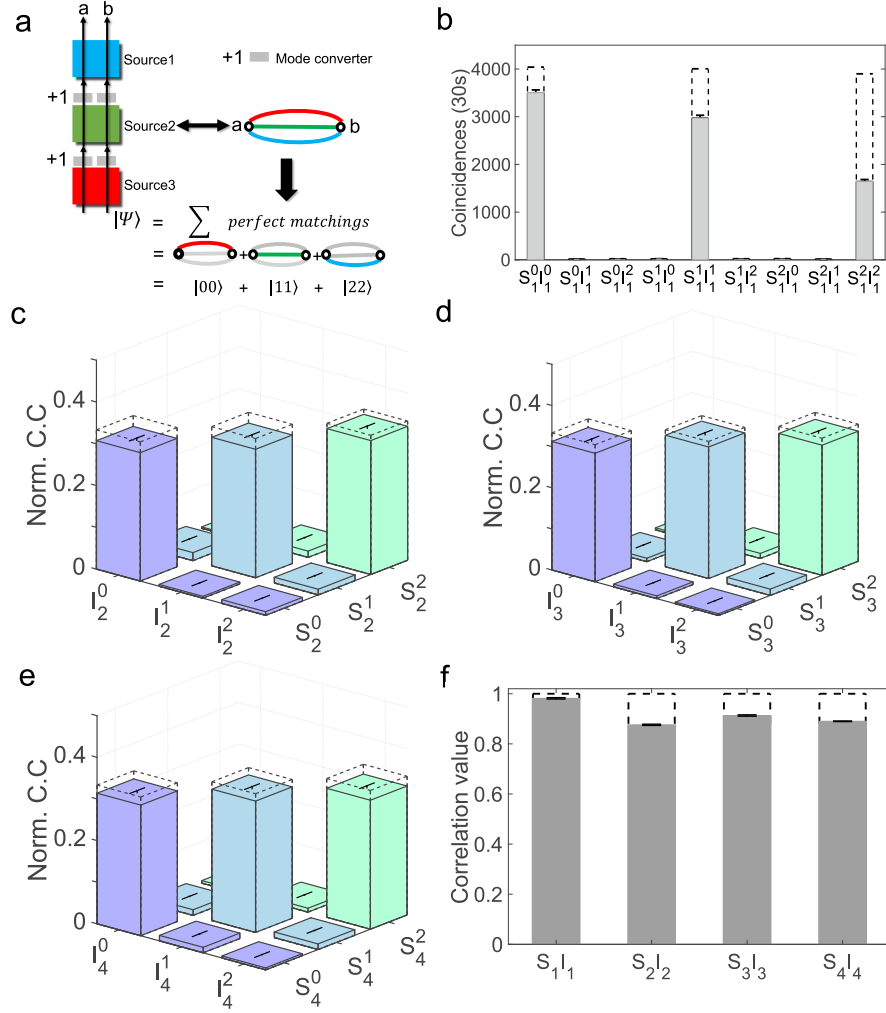 a
a b
Source1
+1 Mode converter
+1
Source2
a b
+1
Source3
|Ψ⟩ = ∑ perfect matchings
= + +
= |00⟩ + |11⟩ + |22⟩
b
Coincidences (30s)
4000
3000
2000
1000
0
S₁⁰I₁⁰ S₁⁰I₁¹ S₁⁰I₁² S₁¹I₁⁰ S₁¹I₁¹ S₁¹I₁² S₁²I₁⁰ S₁²I₁¹ S₁²I₁²
c
Norm. C.C
0.4
0.2
0
I₂⁰ I₂¹ I₂² S₂⁰ S₂¹ S₂²
d
Norm. C.C
0.4
0.2
0
I₃⁰ I₃¹ I₃² S₃⁰ S₃¹ S₃²
e
Norm. C.C
0.4
0.2
0
I₄⁰ I₄¹ I₄² S₄⁰ S₄¹ S₄²
f
Correlation value
1
0.8
0.6
0.4
0.2
0
S₁I₁ S₂I₂ S₃I₃ S₄I₄